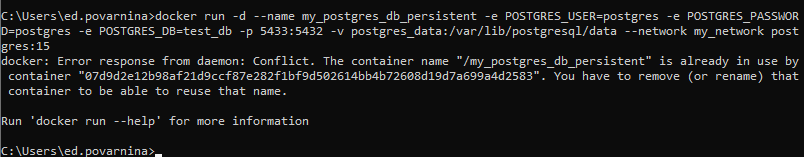 C:\Users\ed.povarnina>docker run -d --name my_postgres_db_persistent -e POSTGRES_USER=postgres -e POSTGRES_PASSWOR
D=postgres -e POSTGRES_DB=test_db -p 5433:5432 -v postgres_data:/var/lib/postgresql/data --network my_network post
gres:15
docker: Error response from daemon: Conflict. The container name "/my_postgres_db_persistent" is already in use by
container "07d9d2e12b98af21d9ccf87e282f1bf9d502614bb4b72608d19d7a699a4d2583". You have to remove (or rename) that
container to be able to reuse that name.
Run 'docker run --help' for more information
C:\Users\ed.povarnina>